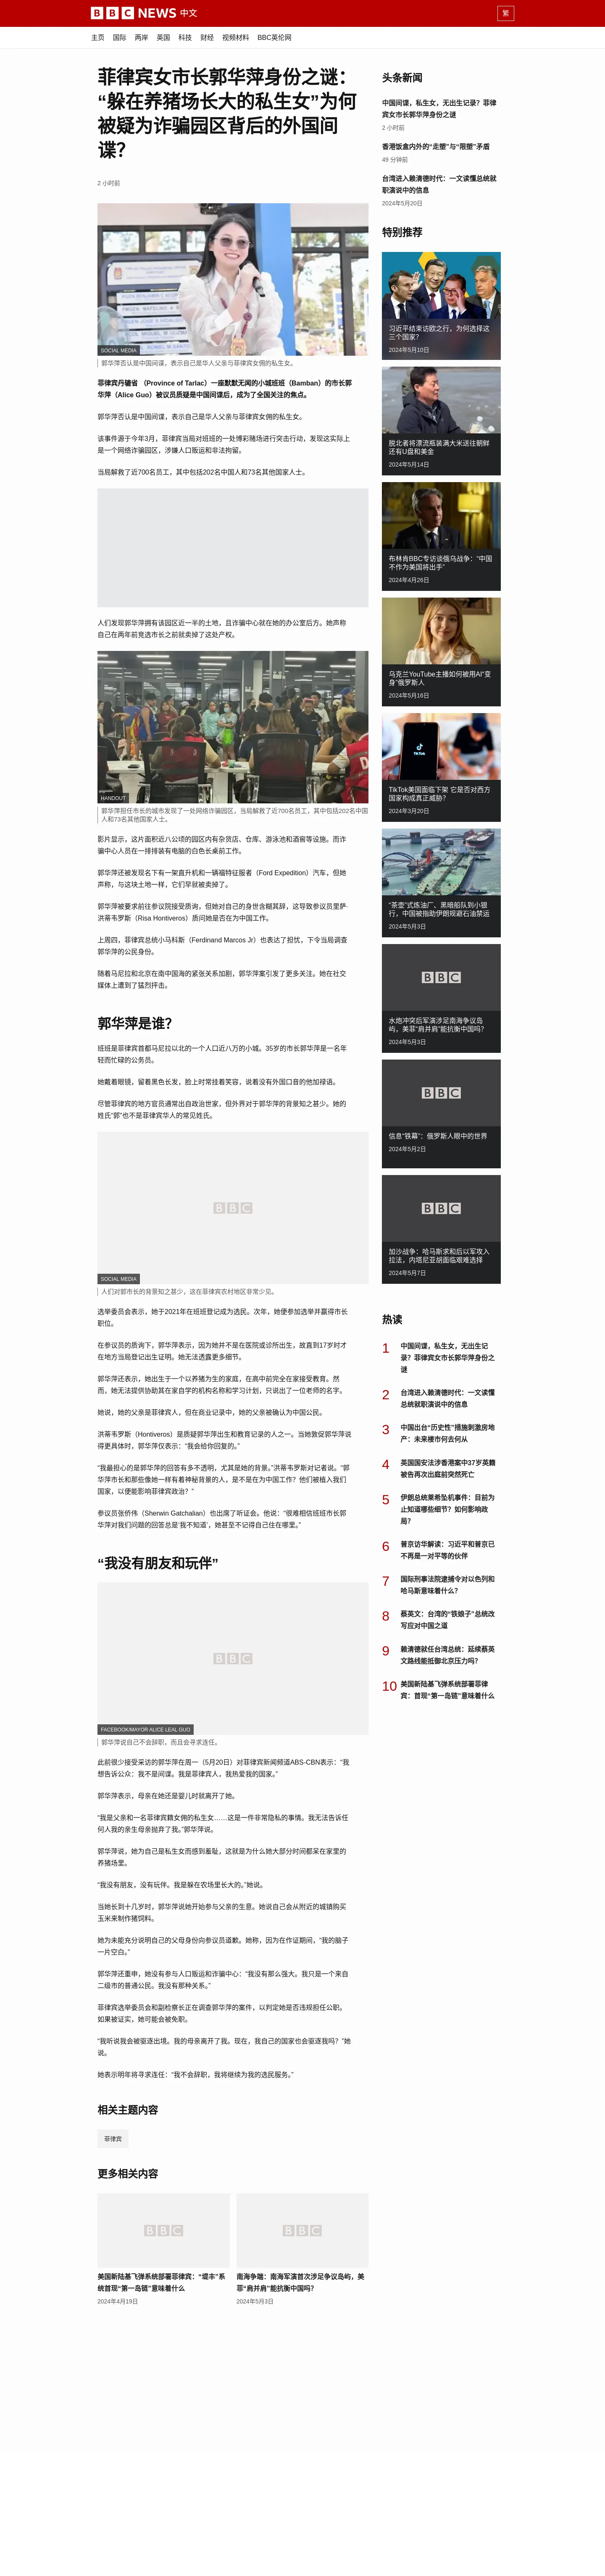 BBC NEWS 中文
繁
主页 国际 两岸 英国 科技 财经 视频材料 BBC英伦网
菲律宾女市长郭华萍身份之谜：
“躲在养猪场长大的私生女”为何
被疑为诈骗园区背后的外国间
谍？
2 小时前
SOCIAL MEDIA
郭华萍否认是中国间谍，表示自己是华人父亲与菲律宾女佣的私生女。
菲律宾丹辘省 （Province of Tarlac）一座默默无闻的小城班班（Bamban）的市长郭
华萍（Alice Guo）被议员质疑是中国间谍后，成为了全国关注的焦点。
郭华萍否认是中国间谍，表示自己是华人父亲与菲律宾女佣的私生女。
该事件源于今年3月，菲律宾当局对班班的一处博彩赌场进行突击行动，发现这实际上
是一个网络诈骗园区，涉嫌人口贩运和非法拘留。
当局解救了近700名员工，其中包括202名中国人和73名其他国家人士。
人们发现郭华萍拥有该园区近一半的土地，且诈骗中心就在她的办公室后方。她声称
自己在两年前竞选市长之前就卖掉了这处产权。
HANDOUT
郭华萍担任市长的城市发现了一处网络诈骗园区，当局解救了近700名员工，其中包括202名中国
人和73名其他国家人士。
影片显示，这片面积近八公顷的园区内有杂货店、仓库、游泳池和酒窖等设施。而诈
骗中心人员在一排排装有电脑的白色长桌前工作。
郭华萍还被发现名下有一架直升机和一辆福特征服者（Ford Expedition）汽车，但她
声称，与这块土地一样，它们早就被卖掉了。
郭华萍被要求前往参议院接受质询，但她对自己的身世含糊其辞，这导致参议员里萨·
洪蒂韦罗斯（Risa Hontiveros）质问她是否在为中国工作。
上周四，菲律宾总统小马科斯（Ferdinand Marcos Jr）也表达了担忧，下令当局调查
郭华萍的公民身份。
随着马尼拉和北京在南中国海的紧张关系加剧，郭华萍案引发了更多关注。她在社交
媒体上遭到了猛烈抨击。
郭华萍是谁？
班班是菲律宾首都马尼拉以北的一个人口近八万的小城。35岁的市长郭华萍是一名年
轻而忙碌的公务员。
她戴着眼镜，留着黑色长发，脸上时常挂着笑容，说着没有外国口音的他加禄语。
尽管菲律宾的地方官员通常出自政治世家，但外界对于郭华萍的背景知之甚少。她的
姓氏“郭”也不是菲律宾华人的常见姓氏。
BBC
SOCIAL MEDIA
人们对郭市长的背景知之甚少，这在菲律宾农村地区非常少见。
选举委员会表示，她于2021年在班班登记成为选民。次年，她便参加选举并赢得市长
职位。
在参议员的质询下，郭华萍表示，因为她并不是在医院或诊所出生，故直到17岁时才
在地方当局登记出生证明。她无法透露更多细节。
郭华萍还表示，她出生于一个以养猪为生的家庭，在高中前完全在家接受教育。然
而，她无法提供协助其在家自学的机构名称和学习计划，只说出了一位老师的名字。
她说，她的父亲是菲律宾人，但在商业记录中，她的父亲被确认为中国公民。
洪蒂韦罗斯（Hontiveros）是质疑郭华萍出生和教育记录的人之一。当她敦促郭华萍说
得更具体时，郭华萍仅表示：“我会给你回复的。”
“我最担心的是郭华萍的回答有多不透明，尤其是她的背景。”洪蒂韦罗斯对记者说。“郭
华萍市长和那些像她一样有着神秘背景的人，是不是在为中国工作？他们被植入我们
国家，以便能影响菲律宾政治？”
参议员张侨伟（Sherwin Gatchalian）也出席了听证会。他说：“很难相信班班市长郭
华萍对我们问题的回答总是‘我不知道’，她甚至不记得自己住在哪里。”
“我没有朋友和玩伴”
BBC
FACEBOOK/MAYOR ALICE LEAL GUO
郭华萍说自己不会辞职，而且会寻求连任。
此前很少接受采访的郭华萍在周一（5月20日）对菲律宾新闻频道ABS-CBN表示：“我
想告诉公众：我不是间谍。我是菲律宾人，我热爱我的国家。”
郭华萍表示，母亲在她还是婴儿时就离开了她。
“我是父亲和一名菲律宾籍女佣的私生女……这是一件非常隐私的事情。我无法告诉任
何人我的亲生母亲抛弃了我。”郭华萍说。
郭华萍说，她为自己是私生女而感到羞耻，这就是为什么她大部分时间都呆在家里的
养猪场里。
“我没有朋友，没有玩伴。我是躲在农场里长大的。”她说。
当她长到十几岁时，郭华萍说她开始参与父亲的生意。她说自己会从附近的城镇购买
玉米来制作猪饲料。
她为未能充分说明自己的父母身份向参议员道歉。她称，因为在作证期间，“我的脑子
一片空白。”
郭华萍还重申，她没有参与人口贩运和诈骗中心：“我没有那么强大。我只是一个来自
二级市的普通公民。我没有那种关系。”
菲律宾选举委员会和副检察长正在调查郭华萍的案件，以判定她是否违规担任公职。
如果被证实，她可能会被免职。
“我听说我会被驱逐出境。我的母亲离开了我。现在，我自己的国家也会驱逐我吗？”她
说。
她表示明年将寻求连任：“我不会辞职，我将继续为我的选民服务。”
相关主题内容
菲律宾
更多相关内容
BBC
美国新陆基飞弹系统部署菲律宾：“堤丰”系
统首现“第一岛链”意味着什么
2024年4月19日
BBC
南海争端：南海军演首次涉足争议岛屿，美
菲“肩并肩”能抗衡中国吗？
2024年5月3日
头条新闻
中国间谍，私生女，无出生记录？菲律
宾女市长郭华萍身份之谜
2 小时前
香港饭盒内外的“走塑”与“限塑”矛盾
49 分钟前
台湾进入赖清德时代：一文读懂总统就
职演说中的信息
2024年5月20日
特别推荐
习近平结束访欧之行，为何选择这
三个国家？
2024年5月10日
脱北者将漂流瓶装满大米送往朝鲜
还有U盘和美金
2024年5月14日
布林肯BBC专访谈俄乌战争：“中国
不作为美国将出手”
2024年4月26日
乌克兰YouTube主播如何被用AI“变
身”俄罗斯人
2024年5月16日
TikTok
TikTok美国面临下架 它是否对西方
国家构成真正威胁？
2024年3月20日
“茶壶”式炼油厂、黑暗船队到小银
行，中国被指助伊朗规避石油禁运
2024年5月3日
BBC
水炮冲突后军演涉足南海争议岛
屿，美菲“肩并肩”能抗衡中国吗？
2024年5月3日
BBC
信息“铁幕”：俄罗斯人眼中的世界
2024年5月2日
BBC
加沙战争：哈马斯求和后以军攻入
拉法，内塔尼亚胡面临艰难选择
2024年5月7日
热读
1 中国间谍，私生女，无出生记
录？菲律宾女市长郭华萍身份之
谜
2 台湾进入赖清德时代：一文读懂
总统就职演说中的信息
3 中国出台“历史性”措施刺激房地
产：未来楼市何去何从
4 英国国安法涉香港案中37岁英籍
被告再次出庭前突然死亡
5 伊朗总统莱希坠机事件：目前为
止知道哪些细节？如何影响政
局？
6 普京访华解读：习近平和普京已
不再是一对平等的伙伴
7 国际刑事法院逮捕令对以色列和
哈马斯意味着什么？
8 蔡英文：台湾的“铁娘子”总统改
写应对中国之道
9 赖清德就任台湾总统：延续蔡英
文路线能抵御北京压力吗？
10 美国新陆基飞弹系统部署菲律
宾：首现“第一岛链”意味着什么